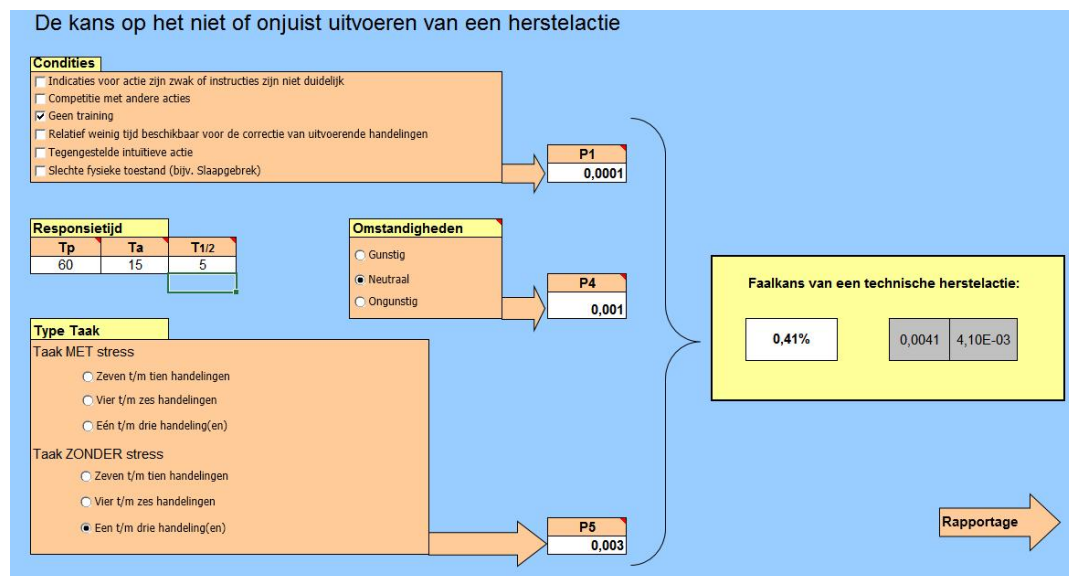 De kans op het niet of onjuist uitvoeren van een herstelactie
Condities
Indicaties voor actie zijn zwak of instructies zijn niet duidelijk
Competitie met andere acties
Geen training
Relatief weinig tijd beschikbaar voor de correctie van uitvoerende handelingen
Tegengestelde intuïtieve actie
Slechte fysieke toestand (bijv. Slaapgebrek)
P1
0,0001
Responsietijd
Tp Ta T1/2
60 15 5
Omstandigheden
Gunstig
Neutraal
Ongunstig
P4
0,001
Faalkans van een technische herstelactie:
0,41% 0,0041 4,10E-03
Type Taak
Taak MET stress
Zeven t/m tien handelingen
Vier t/m zes handelingen
Eén t/m drie handeling(en)
Taak ZONDER stress
Zeven t/m tien handelingen
Vier t/m zes handelingen
Een t/m drie handeling(en)
P5
0,003
Rapportage